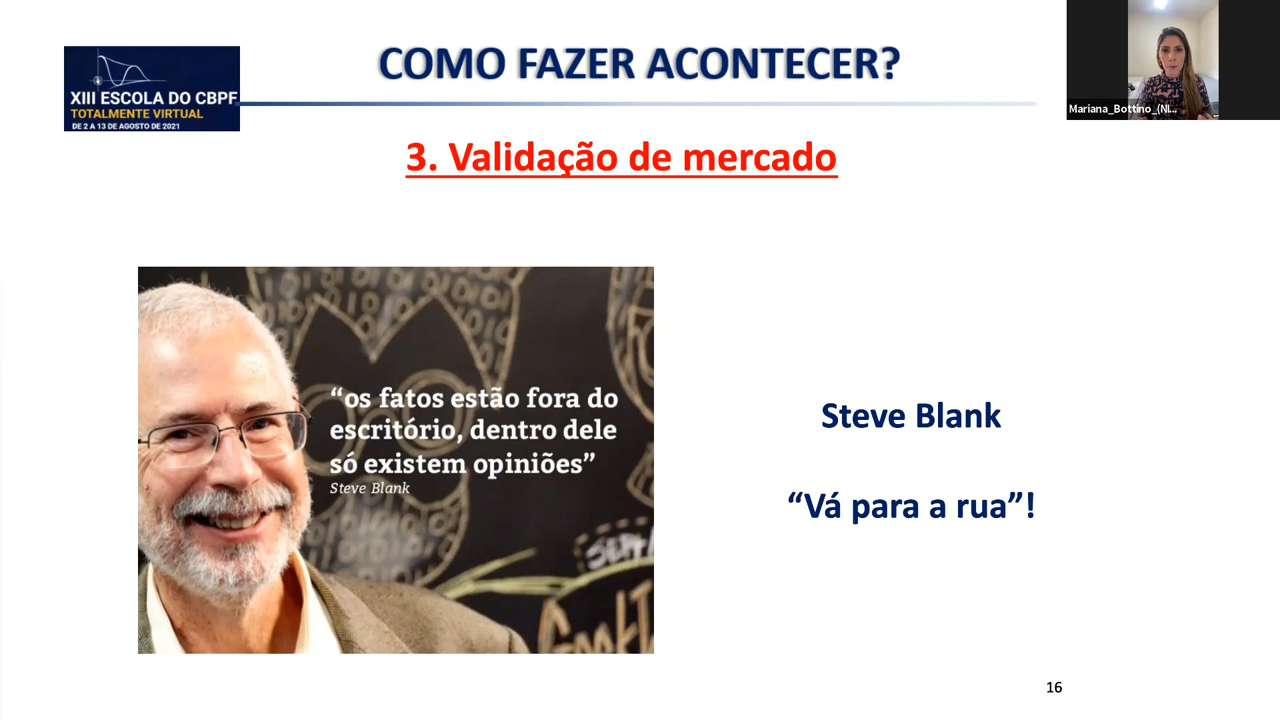 COMO FAZER ACONTECER?
XIII ESCOLA DO CBPF
TOTALMENTE VIRTUAL
DE 2 A 13 DE AGOSTO DE 2021
Mariana_Bottino_(NI...
3. Validação de mercado
“os fatos estão fora do
escritório, dentro dele
só existem opiniões”
Steve Blank
Steve Blank
“Vá para a rua”!
16